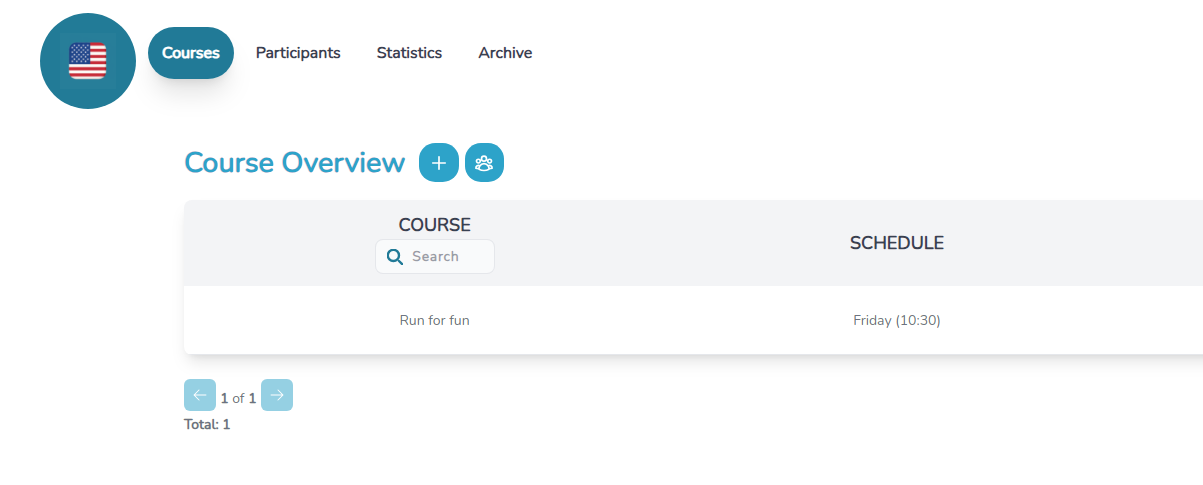 Courses Participants Statistics Archive
Course Overview
COURSE
Search
SCHEDULE
Run for fun Friday (10:30)
1 of 1
Total: 1